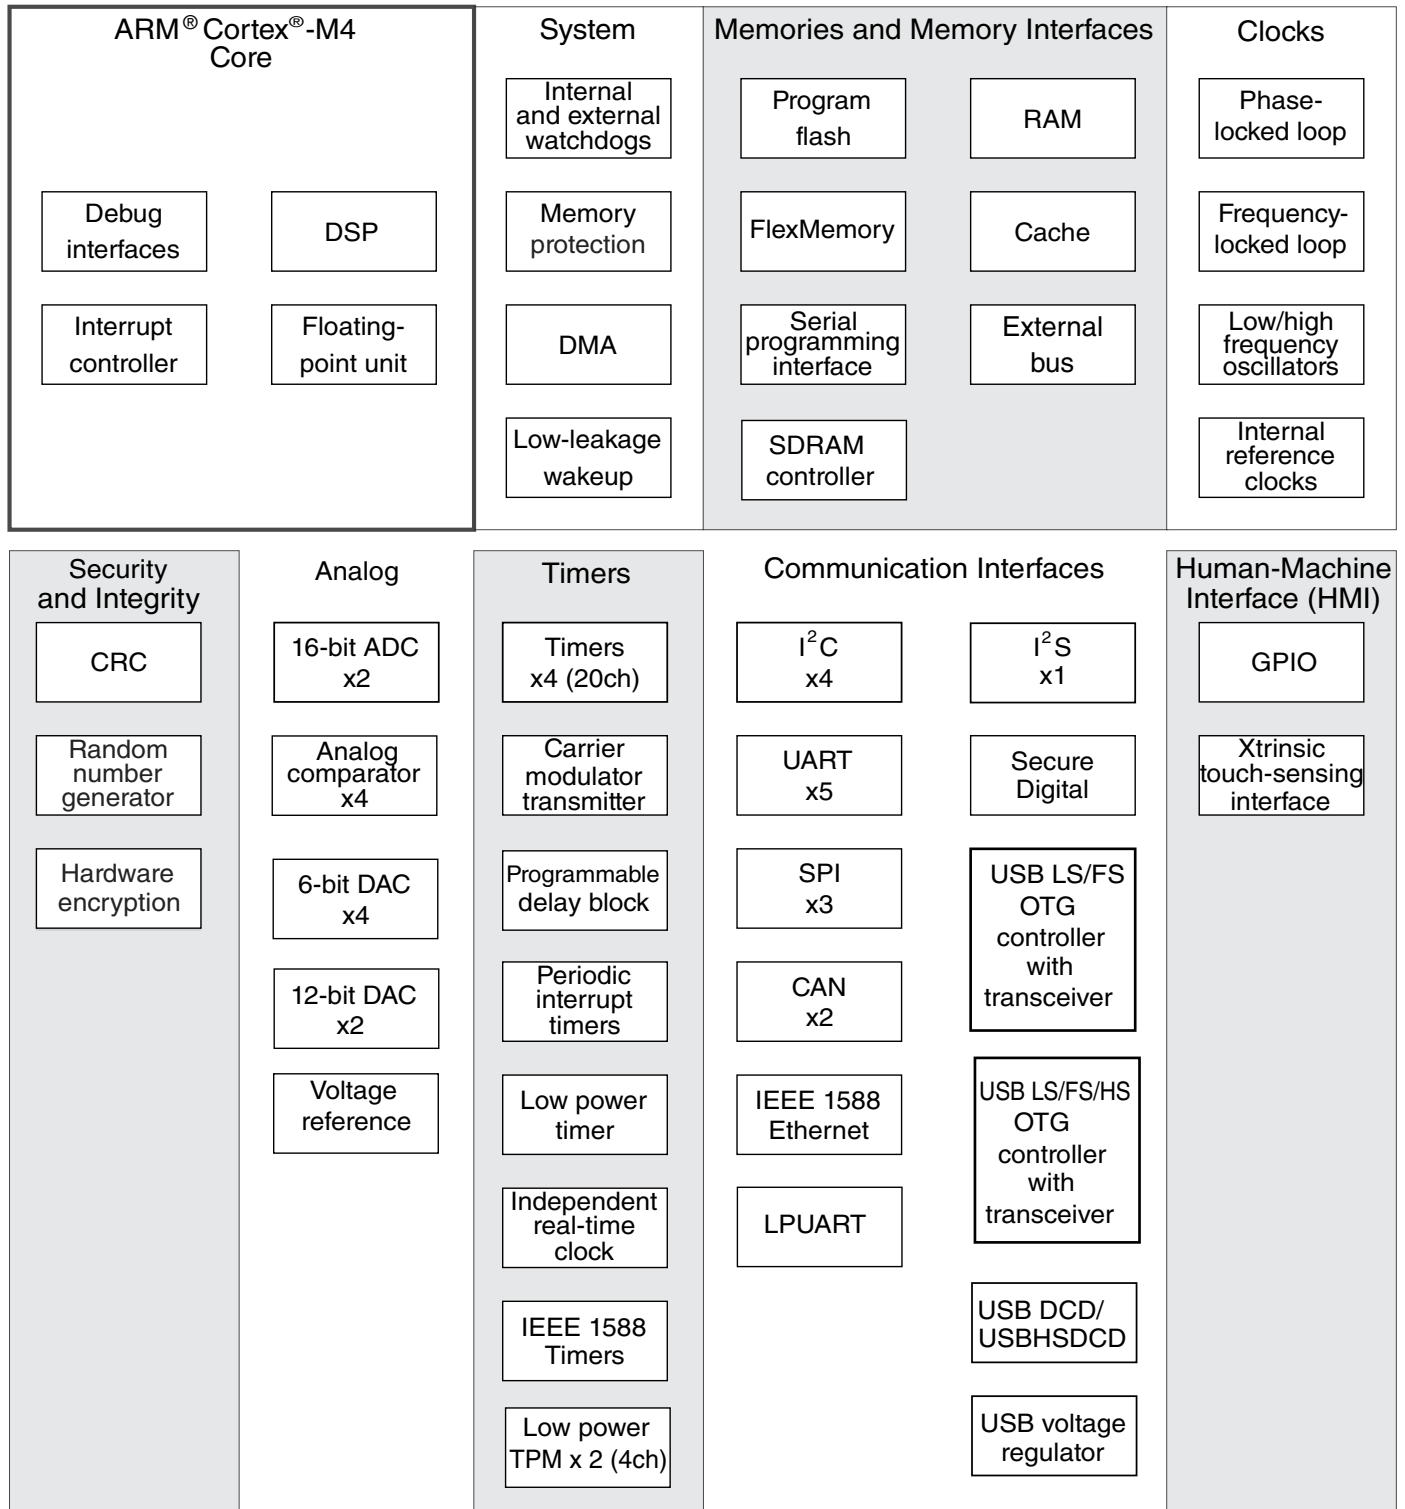 ARM® Cortex®-M4
Core
Debug
interfaces
DSP
Interrupt
controller
Floating-
point unit
System
Internal
and external
watchdogs
Memory
protection
DMA
Low-leakage
wakeup
Memories and Memory Interfaces
Program
flash
RAM
FlexMemory
Cache
Serial
programming
interface
External
bus
SDRAM
controller
Clocks
Phase-
locked loop
Frequency-
locked loop
Low/high
frequency
oscillators
Internal
reference
clocks
Security
and Integrity
CRC
Random
number
generator
Hardware
encryption
Analog
16-bit ADC
x2
Analog
comparator
x4
6-bit DAC
x4
12-bit DAC
x2
Voltage
reference
Timers
Timers
x4 (20ch)
Carrier
modulator
transmitter
Programmable
delay block
Periodic
interrupt
timers
Low power
timer
Independent
real-time
clock
IEEE 1588
Timers
Low power
TPM x 2 (4ch)
Communication Interfaces
I²C
x4
UART
x5
SPI
x3
CAN
x2
IEEE 1588
Ethernet
LPUART
I²S
x1
Secure
Digital
USB LS/FS
OTG
controller
with
transceiver
USB LS/FS/HS
OTG
controller
with
transceiver
USB DCD/
USBHSDCD
USB voltage
regulator
Human-Machine
Interface (HMI)
GPIO
Xtrinsic
touch-sensing
interface